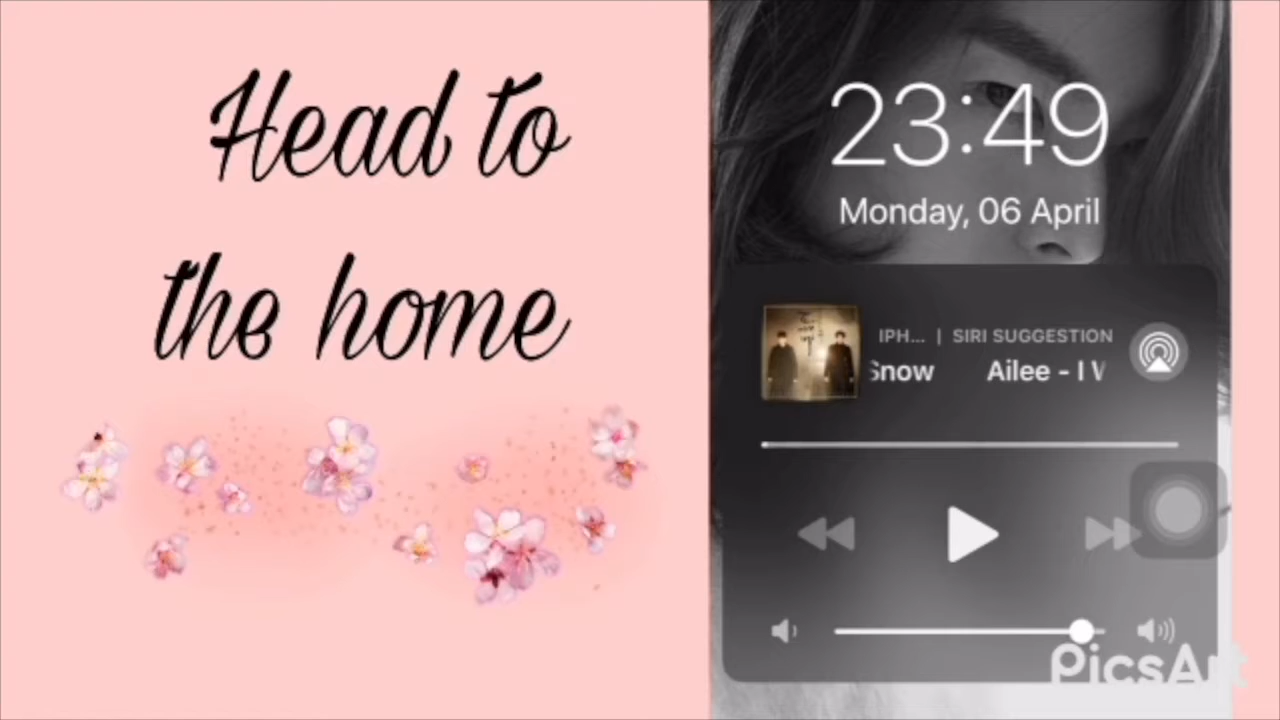 Head to
the home
23:49
Monday, 06 April
IPH... | SIRI SUGGESTION
Snow Ailee - I
PicsArt